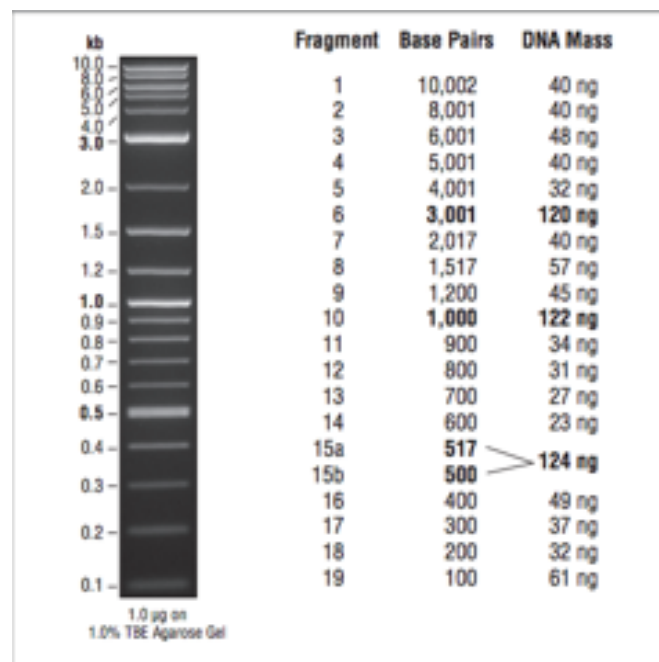 kb
10.0
8.0
6.0
5.0
4.0
3.0
2.0
1.5
1.2
1.0
0.9
0.8
0.7
0.6
0.5
0.4
0.3
0.2
0.1
1.0 µg on
1.0% TBE Agarose Gel
Fragment Base Pairs DNA Mass
1 10,002 40 ng
2 8,001 40 ng
3 6,001 48 ng
4 5,001 40 ng
5 4,001 32 ng
6 3,001 120 ng
7 2,017 40 ng
8 1,517 57 ng
9 1,200 45 ng
10 1,000 122 ng
11 900 34 ng
12 800 31 ng
13 700 27 ng
14 600 23 ng
15a 517
124 ng
15b 500
16 400 49 ng
17 300 37 ng
18 200 32 ng
19 100 61 ng